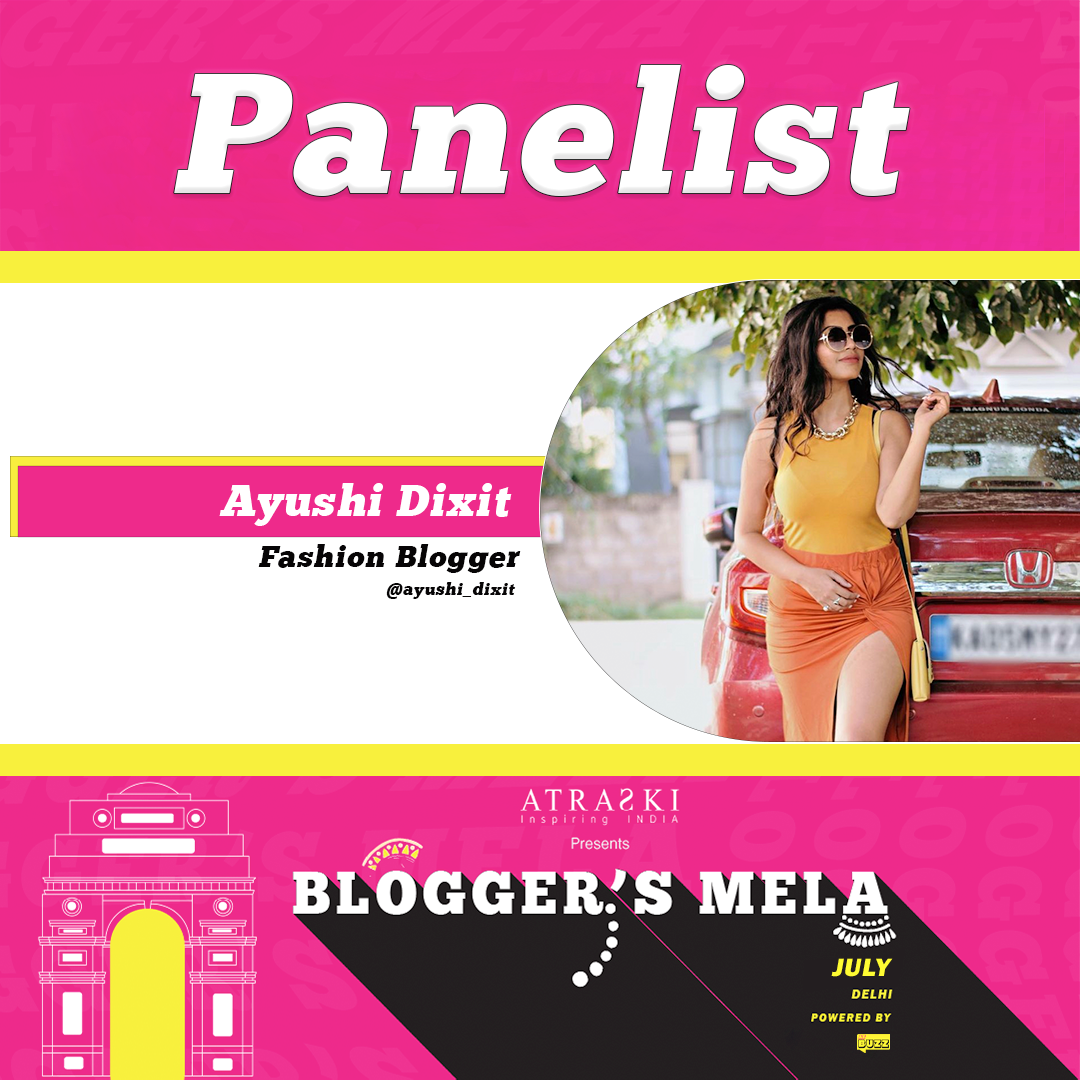 Panelist
MAGNUM HONDA
Ayushi Dixit
Fashion Blogger
@ayushi_dixit
ATRASKI
Inspiring INDIA
Presents
BLOGGER'S MELA
JULY
DELHI
POWERED BY
BUZZ